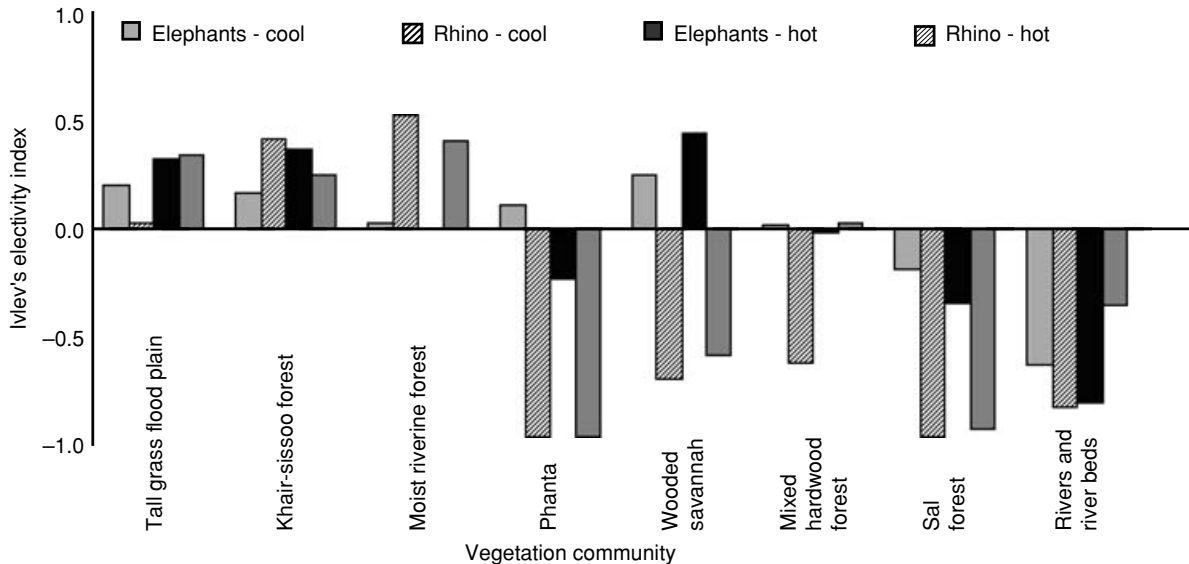 1.0
Elephants - cool
Rhino - cool
Elephants - hot
Rhino - hot
0.5
0.0
−0.5
−1.0
Ivlev's electivity index
Tall grass flood plain
Khair-sissoo forest
Moist riverine forest
Phanta
Wooded
savannah
Mixed
hardwood
forest
Sal
forest
Rivers and
river beds
Vegetation community